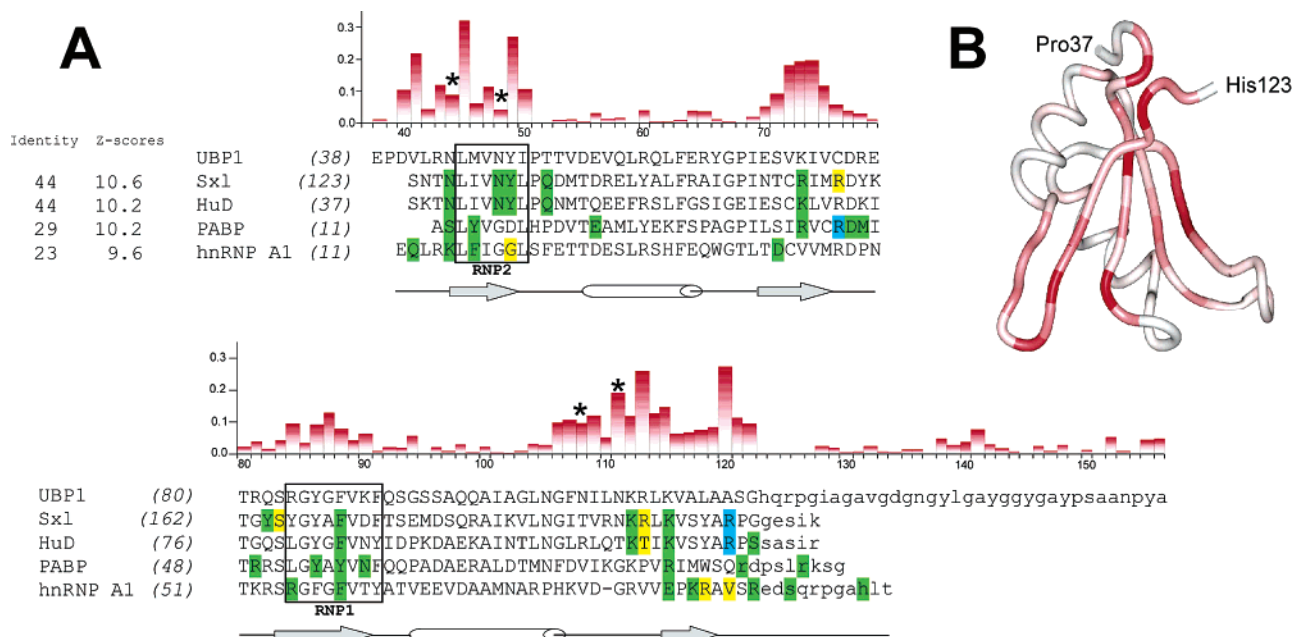 A
B
0.3
0.2
0.1
0.0
* *
40 50 60 70
Pro37
His123
Identity Z-scores
UBP1 (38) EPDVLRNLMVNYIPTTVDEVQLRQLFERYGPIESVKIVCDRE
44 10.6 Sxl (123) SNTNLIVNYLPQDMTDRELYALFRAIGPINTCRIMRDYK
44 10.2 HuD (37) SKTNLIVNYLPQNMTQEEFRSLFGSIGEIESCKLVRDKI
29 10.2 PABP (11) ASLYVGDLHPDVTEAMLYEKFSPAGPILSIRVCRDMI
23 9.6 hnRNP A1 (11) EQLRKLFIGGLSFETTDESLRSHFEQWGTLTDCVVMRDPN
RNP2
0.3
0.2
0.1
0.0
* *
80 90 100 110 120 130 140 150
UBP1 (80) TRQSRGYGFVKFQSGSSAQQAIAGLNGFNILNKRLKVALAASGhqrpgiagavgdgngylgayggygaypsaanpya
Sxl (162) TGYSYGYAFVDFTSEMDSQRAIKVLNGITVRNKRLKVSYARPGgesik
HuD (76) TGQSLGYGFVNYIDPKDAEKAINTLNGLRLQTKTIKVSYARPSsasir
PABP (48) TRRSLGYAYVNFQQPADAERALDTMNFDVIKGKPVRIMWSQrdpslrksg
hnRNP A1 (51) TKRSRGFGFVTYATVEEVDAAMNARPHKVD-GRVVEPKRAVSRedsqrpgahlt
RNP1